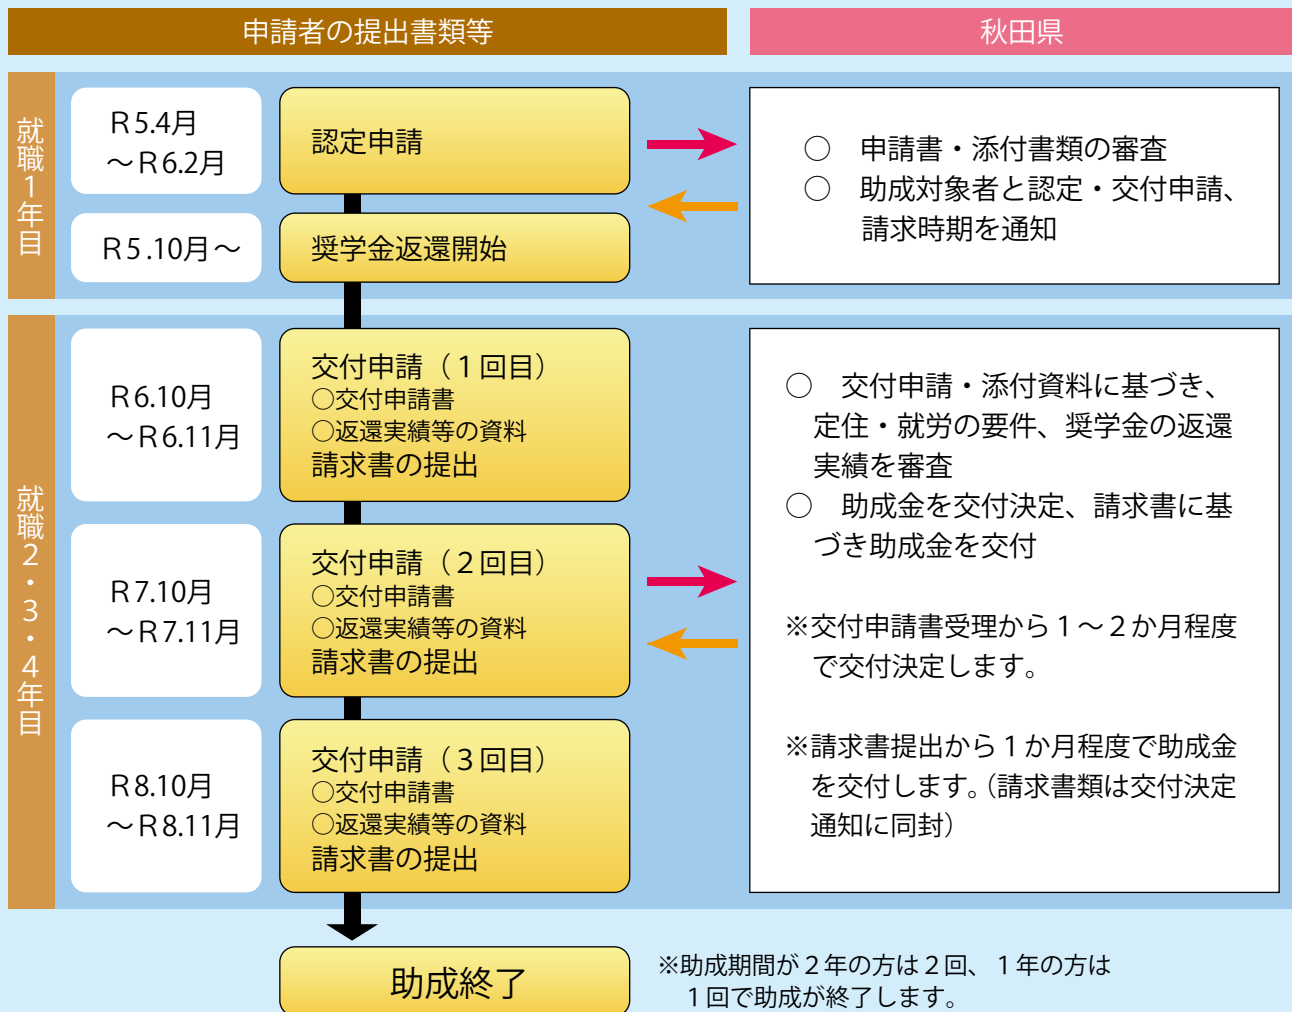 申請者の提出書類等
秋田県
就職1年目
R5.4月
～R6.2月
認定申請
R5.10月～
奨学金返還開始
○　申請書・添付書類の審査
○　助成対象者と認定・交付申請、
請求時期を通知
就職2・3・4年目
R6.10月
～R6.11月
交付申請（1回目）
○交付申請書
○返還実績等の資料
請求書の提出
R7.10月
～R7.11月
交付申請（2回目）
○交付申請書
○返還実績等の資料
請求書の提出
R8.10月
～R8.11月
交付申請（3回目）
○交付申請書
○返還実績等の資料
請求書の提出
○　交付申請・添付資料に基づき、
定住・就労の要件、奨学金の返還
実績を審査
○　助成金を交付決定、請求書に基
づき助成金を交付
※交付申請書受理から1～2か月程度
で交付決定します。
※請求書提出から1か月程度で助成金
を交付します。（請求書類は交付決定
通知に同封）
助成終了
※助成期間が2年の方は2回、1年の方は
1回で助成が終了します。